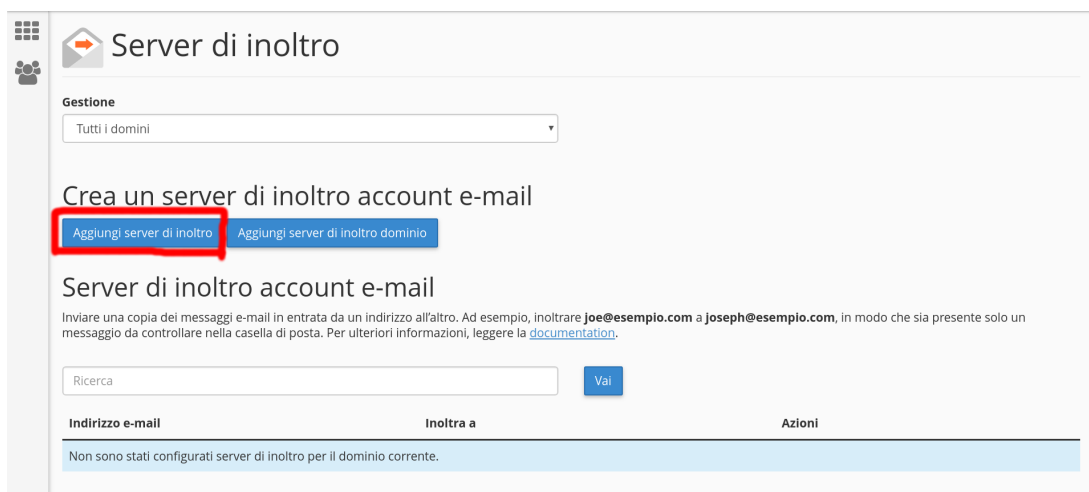 Server di inoltro
Gestione
Tutti i domini
Crea un server di inoltro account e-mail
Aggiungi server di inoltro
Aggiungi server di inoltro dominio
Server di inoltro account e-mail
Inviare una copia dei messaggi e-mail in entrata da un indirizzo all'altro. Ad esempio, inoltrare joe@esempio.com a joseph@esempio.com, in modo che sia presente solo un
messaggio da controllare nella casella di posta. Per ulteriori informazioni, leggere la documentation.
Ricerca
Vai
Indirizzo e-mail
Inoltra a
Azioni
Non sono stati configurati server di inoltro per il dominio corrente.